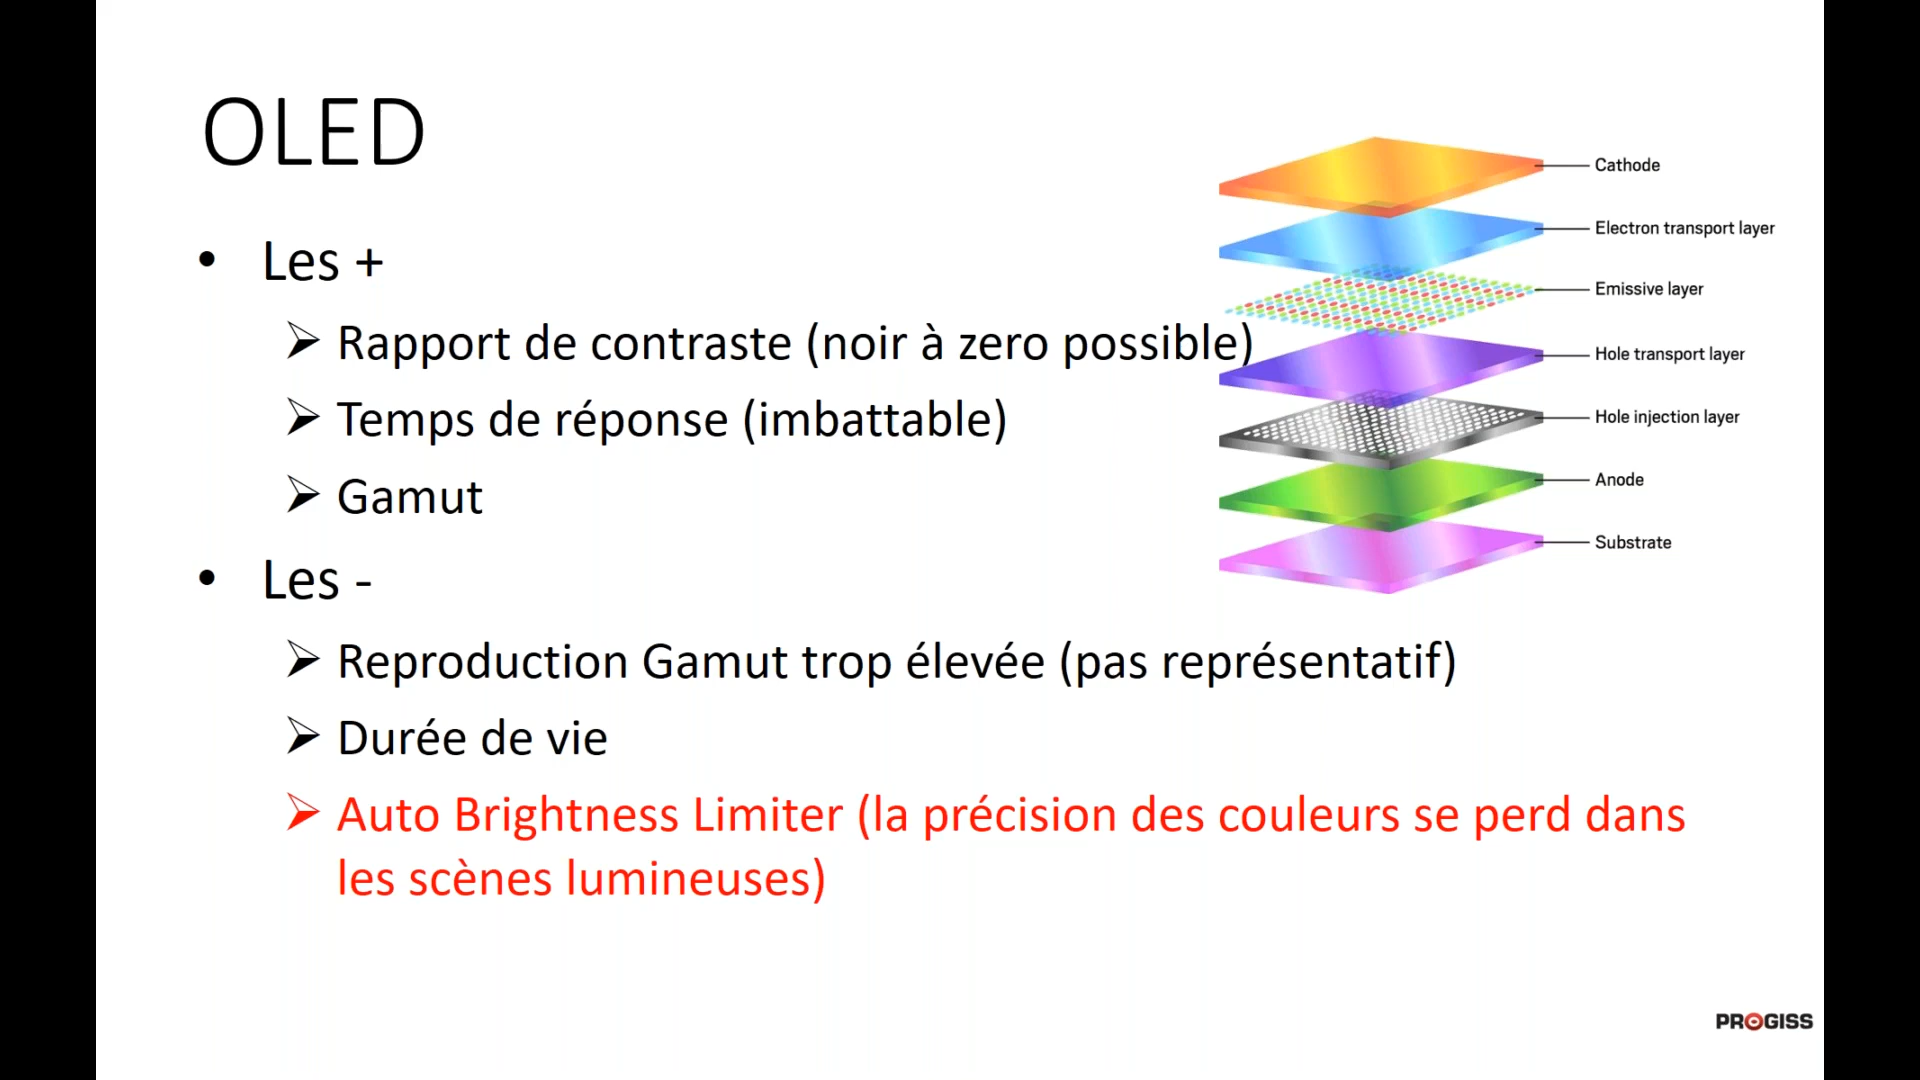 OLED
• Les +
➢ Rapport de contraste (noir à zero possible)
➢ Temps de réponse (imbattable)
➢ Gamut
• Les -
➢ Reproduction Gamut trop élevée (pas représentatif)
➢ Durée de vie
➢ Auto Brightness Limiter (la précision des couleurs se perd dans
les scènes lumineuses)
Cathode
Electron transport layer
Emissive layer
Hole transport layer
Hole injection layer
Anode
Substrate
PROGISS